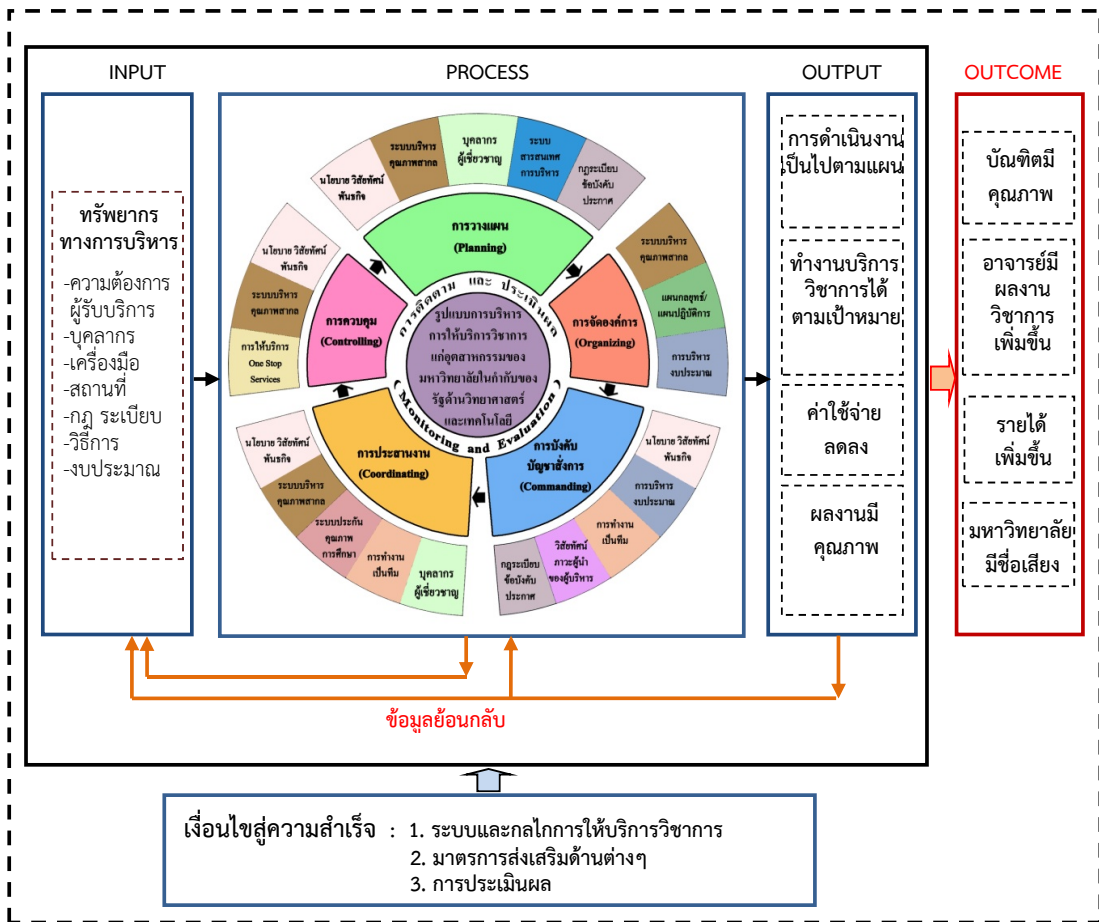 INPUT
PROCESS
OUTPUT
OUTCOME
ทรัพยากร
ทางการบริหาร
-ความต้องการ
ผู้รับบริการ
-บุคลากร
-เครื่องมือ
-สถานที่
-กฎ ระเบียบ
-วิธีการ
-งบประมาณ
นโยบาย วิสัยทัศน์
พันธกิจ
ระบบบริหาร
คุณภาพสากล
บุคลากร
ผู้เชี่ยวชาญ
ระบบ
สารสนเทศ
การบริหาร
กฎระเบียบ
ข้อบังคับ
ประกาศ
การวางแผน
(Planning)
ระบบบริหาร
คุณภาพสากล
แผนกลยุทธ์/
แผนปฏิบัติการ
การบริหาร
งบประมาณ
การจัดองค์การ
(Organizing)
นโยบาย วิสัยทัศน์
พันธกิจ
การบริหาร
งบประมาณ
การทำงาน
เป็นทีม
วิสัยทัศน์
ภาวะผู้นำ
ของผู้บริหาร
กฎระเบียบ
ข้อบังคับ
ประกาศ
การบังคับ
บัญชาสั่งการ
(Commanding)
นโยบาย วิสัยทัศน์
พันธกิจ
ระบบบริหาร
คุณภาพสากล
ระบบประกัน
คุณภาพ
การศึกษา
การทำงาน
เป็นทีม
บุคลากร
ผู้เชี่ยวชาญ
การประสานงาน
(Coordinating)
นโยบาย วิสัยทัศน์
พันธกิจ
ระบบบริหาร
คุณภาพสากล
การให้บริการ
One Stop
Services
การควบคุม
(Controlling)
การติดตาม และ ประเมินผล
(Monitoring and Evaluation)
รูปแบบการบริหาร
การให้บริการวิชาการ
แก่อุตสาหกรรมของ
มหาวิทยาลัยในกำกับของ
รัฐด้านวิทยาศาสตร์
และเทคโนโลยี
การดำเนินงาน
เป็นไปตามแผน
ทำงานบริการ
วิชาการได้
ตามเป้าหมาย
ค่าใช้จ่าย
ลดลง
ผลงานมี
คุณภาพ
บัณฑิตมี
คุณภาพ
อาจารย์มี
ผลงาน
วิชาการ
เพิ่มขึ้น
รายได้
เพิ่มขึ้น
มหาวิทยาลัย
มีชื่อเสียง
ข้อมูลย้อนกลับ
เงื่อนไขสู่ความสำเร็จ : 1. ระบบและกลไกการให้บริการวิชาการ
2. มาตรการส่งเสริมด้านต่างๆ
3. การประเมินผล